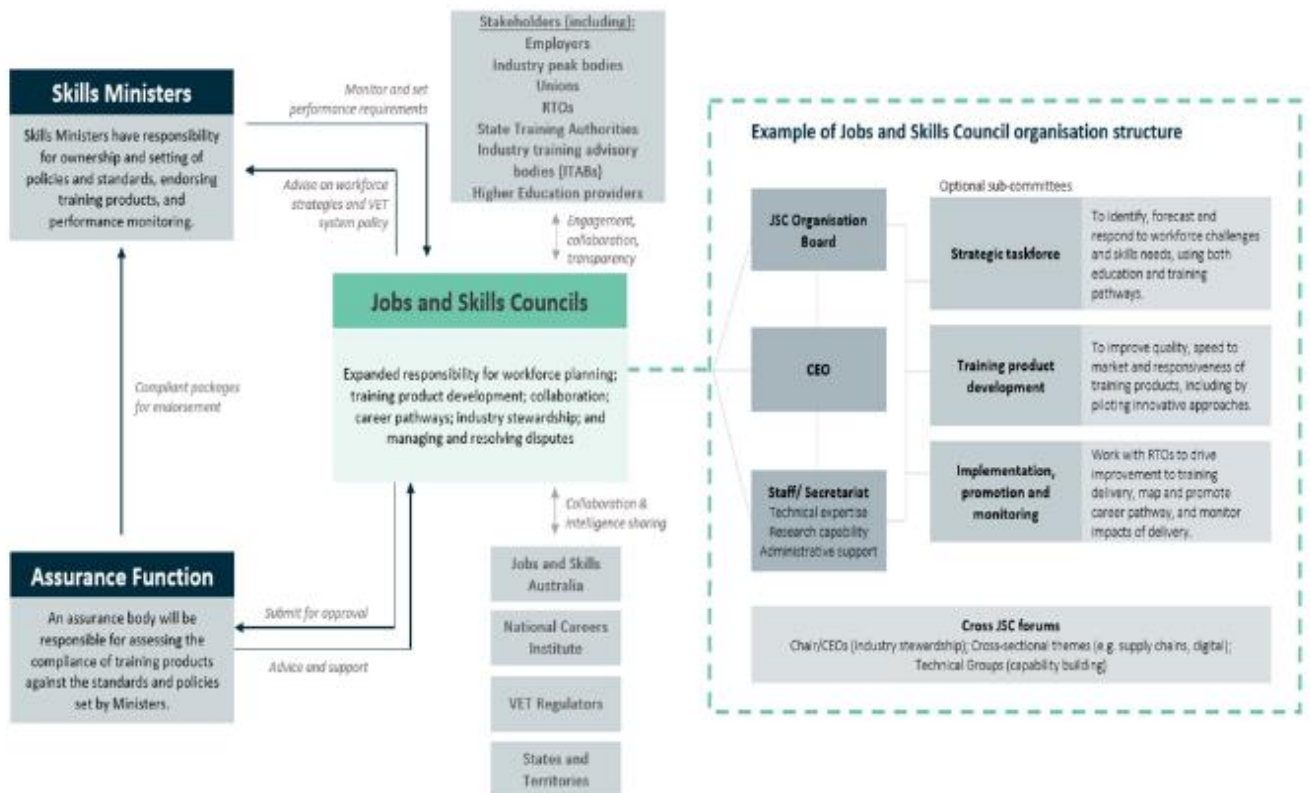 Stakeholders (including):
Employers
Industry peak bodies
Unions
RTOs
State Training Authorities
Industry training advisory
bodies (ITABs)
Higher Education providers
Skills Ministers
Skills Ministers have responsibility
for ownership and setting of
policies and standards, endorsing
training products, and
performance monitoring.
Monitor and set
performance requirements
Advise on workforce
strategies and VET
system policy
Engagement,
collaboration,
transparency
Jobs and Skills Councils
Expanded responsibility for workforce planning;
training product development; collaboration;
career pathways; industry stewardship; and
managing and resolving disputes
Compliant packages
for endorsement
Collaboration &
intelligence sharing
Assurance Function
An assurance body will be
responsible for assessing the
compliance of training products
against the standards and policies
set by Ministers.
Submit for approval
Advice and support
Jobs and Skills
Australia
National Careers
Institute
VET Regulators
States and
Territories
Example of Jobs and Skills Council organisation structure
Optional sub-committees
JSC Organisation
Board
CEO
Staff/ Secretariat
Technical expertise
Research capability
Administrative support
Strategic taskforce
To identify, forecast and
respond to workforce challenges
and skills needs, using both
education and training
pathways.
Training product
development
To improve quality, speed to
market and responsiveness of
training products, including by
piloting innovative approaches.
Implementation,
promotion and
monitoring
Work with RTOs to drive
improvement to training
delivery, map and promote
career pathway, and monitor
impacts of delivery.
Cross JSC forums
Chair/CEOs (industry stewardship); Cross-sectional themes (e.g. supply chains, digital);
Technical Groups (capability building)